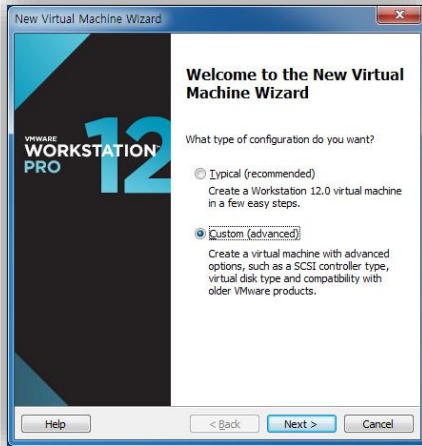 New Virtual Machine Wizard
Welcome to the New Virtual
Machine Wizard
VMWARE
WORKSTATION
PRO
12
What type of configuration do you want?
Typical (recommended)
Create a Workstation 12.0 virtual machine
in a few easy steps.
Custom (advanced)
Create a virtual machine with advanced
options, such as a SCSI controller type,
virtual disk type and compatibility with
older VMware products.
Help
< Back
Next >
Cancel